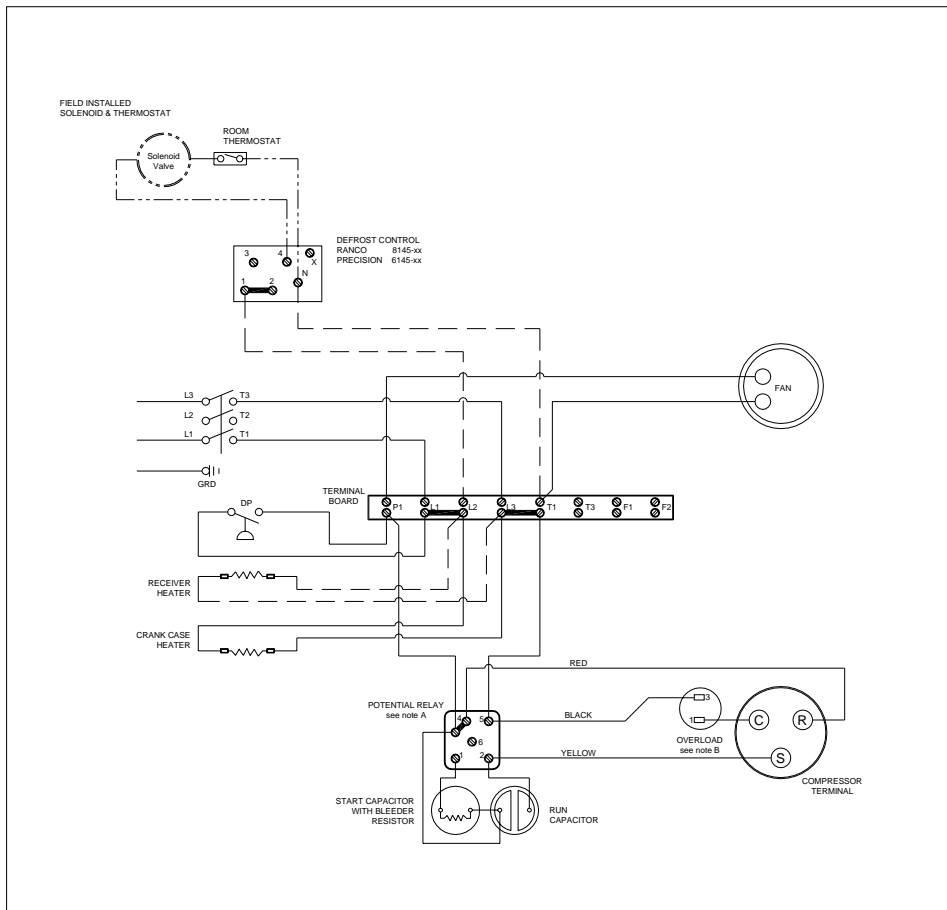 FIELD INSTALLED
SOLENOID & THERMOSTAT
ROOM
THERMOSTAT
Solenoid
Valve
DEFROST CONTROL
RANCO 8145-xx
PRECISION 6145-xx
3
4
X
N
1
2
FAN
L3
T3
L2
T2
L1
T1
GRD
TERMINAL
BOARD
P1
L1
L2
L3
T1
T3
F1
F2
DP
RECEIVER
HEATER
CRANK CASE
HEATER
RED
POTENTIAL RELAY
see note A
4
5
6
1
2
BLACK
YELLOW
3
1
OVERLOAD
see note B
C
R
S
COMPRESSOR
TERMINAL
START CAPACITOR
WITH BLEEDER
RESISTOR
RUN
CAPACITOR